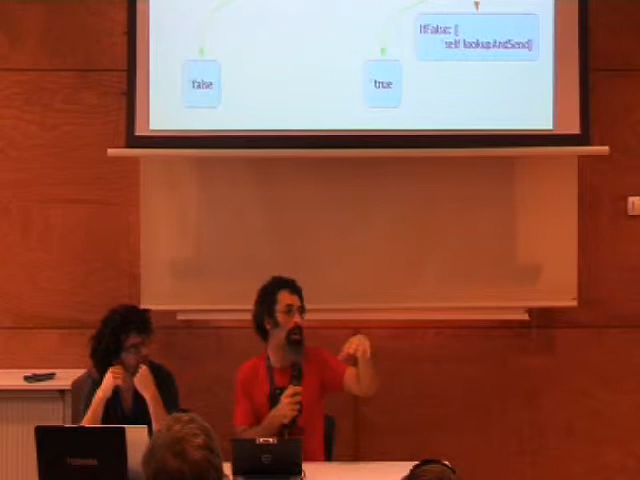 ifFalse: [
`self lookupAndSend]
`false
`true
TOSHIBA